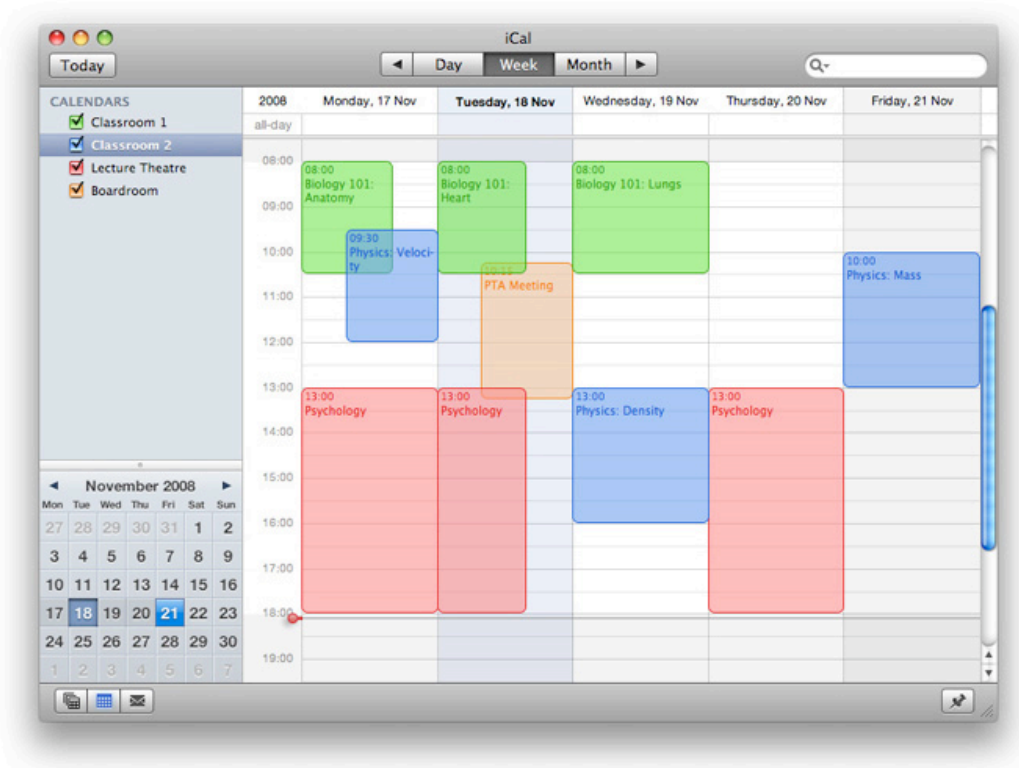 iCal
Today
Day Week Month
CALENDARS
Classroom 1
Classroom 2
Lecture Theatre
Boardroom
2008 Monday, 17 Nov Tuesday, 18 Nov Wednesday, 19 Nov Thursday, 20 Nov Friday, 21 Nov
all-day
08:00
09:00
10:00
11:00
12:00
13:00
14:00
15:00
16:00
17:00
18:00
19:00
08:00
Biology 101:
Anatomy
09:30
Physics: Veloci-
ty
13:00
Psychology
08:00
Biology 101:
Heart
10:15
PTA Meeting
13:00
Psychology
08:00
Biology 101: Lungs
13:00
Physics: Density
13:00
Psychology
10:00
Physics: Mass
November 2008
Mon Tue Wed Thu Fri Sat Sun
27 28 29 30 31 1 2
3 4 5 6 7 8 9
10 11 12 13 14 15 16
17 18 19 20 21 22 23
24 25 26 27 28 29 30
1 2 3 4 5 6 7